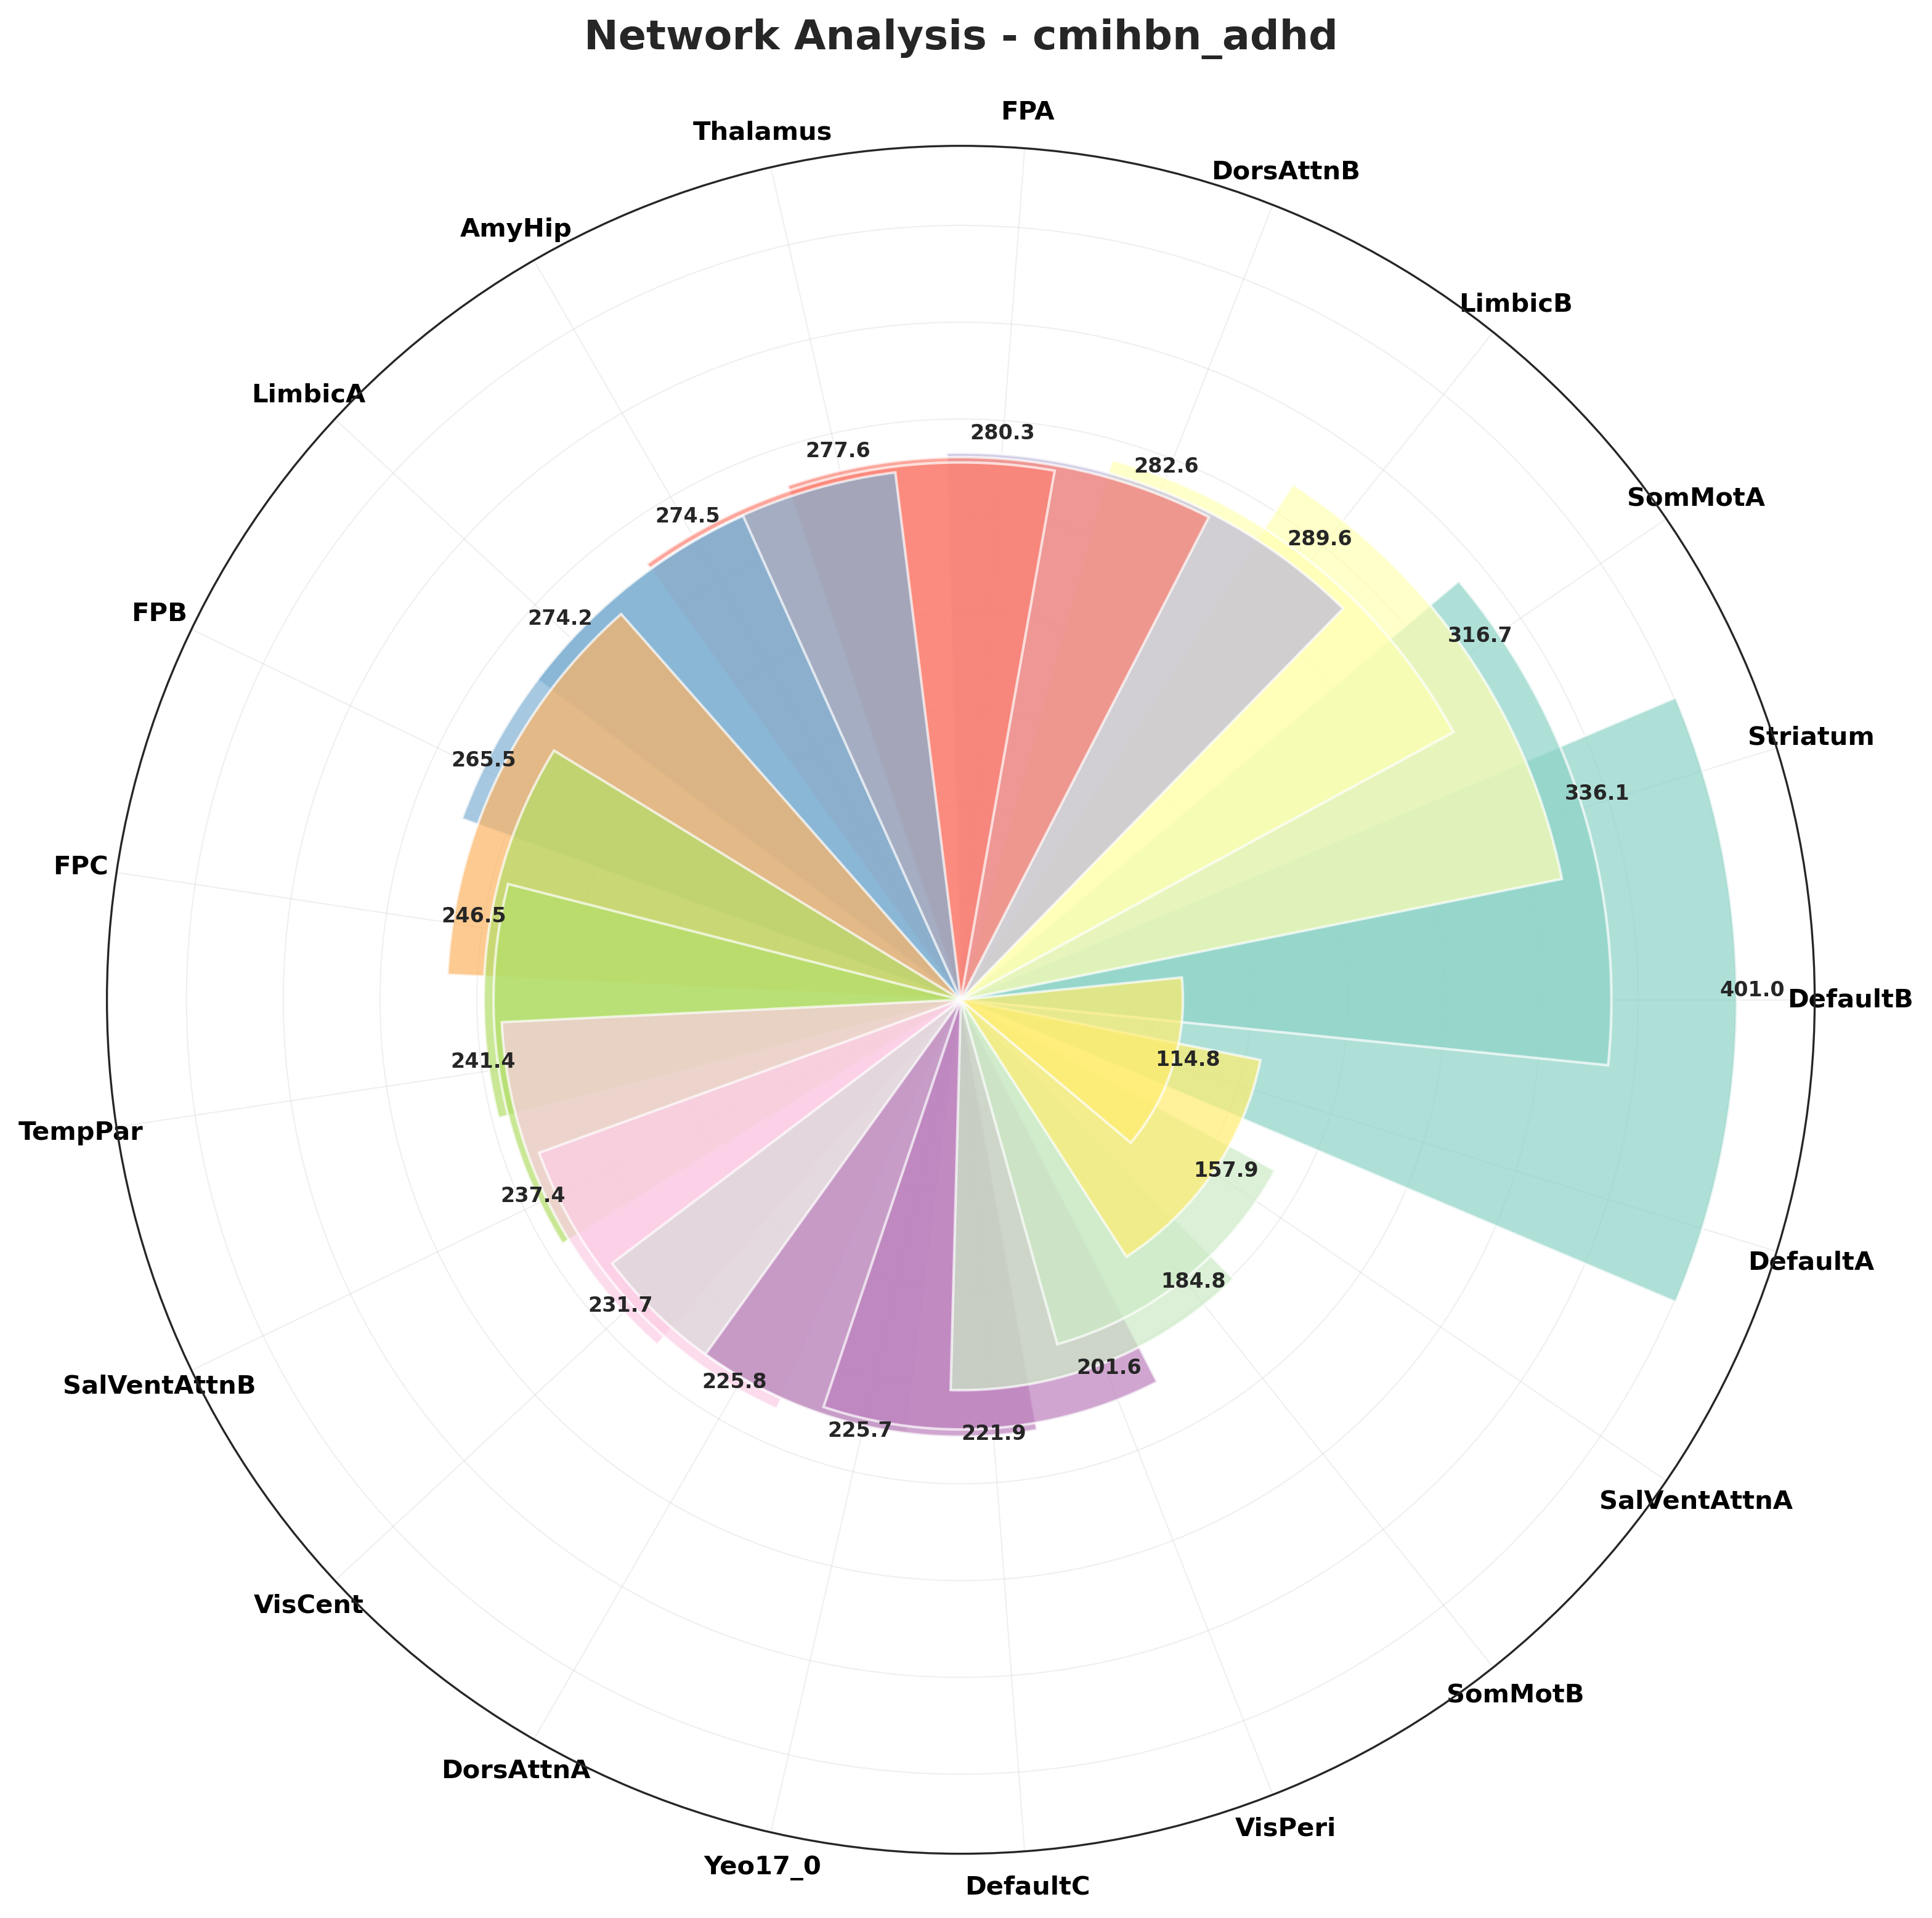 Network Analysis - cmihbn_adhd
FPA
Thalamus
DorsAttnB
AmyHip
LimbicB
LimbicA
SomMotA
FPB
Striatum
FPC
DefaultB
TempPar
DefaultA
SalVentAttnB
SalVentAttnA
VisCent
SomMotB
DorsAttnA
VisPeri
Yeo17_0
DefaultC
280.3
277.6
282.6
274.5
289.6
274.2
316.7
265.5
336.1
246.5
401.0
241.4
114.8
237.4
157.9
231.7
184.8
225.8
201.6
225.7
221.9